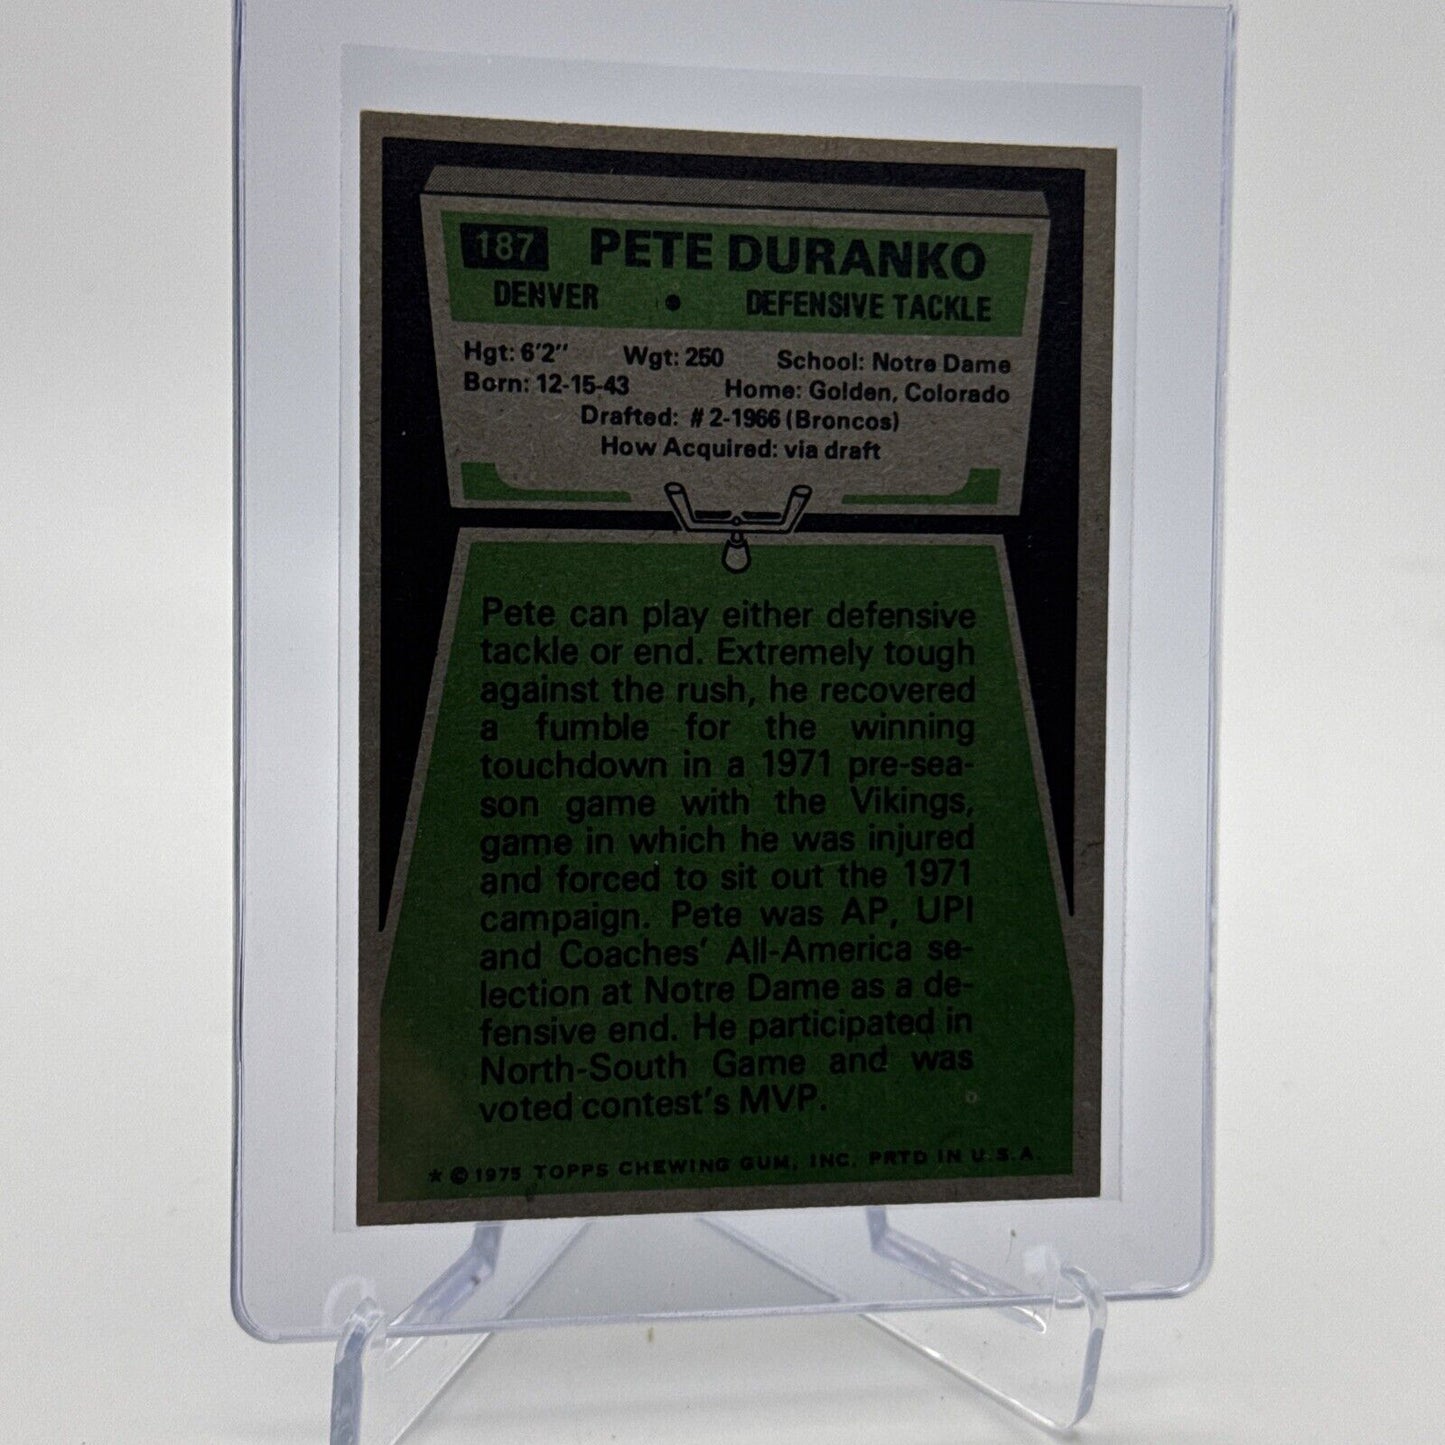 187 PETE DURANKO
DENVER • DEFENSIVE TACKLE
Hgt: 6'2" Wgt: 250 School: Notre Dame
Born: 12-15-43 Home: Golden, Colorado
Drafted: #2-1966 (Broncos)
How Acquired: via draft
Pete can play either defensive
tackle or end. Extremely tough
against the rush, he recovered
a fumble for the winning
touchdown in a 1971 pre-sea-
son game with the Vikings,
game in which he was injured
and forced to sit out the 1971
campaign. Pete was AP, UPI
and Coaches' All-America se-
lection at Notre Dame as a de-
fensive end. He participated in
North-South Game and was
voted contest's MVP.
* © 1975 TOPPS CHEWING GUM, INC. PRTD IN U.S.A.